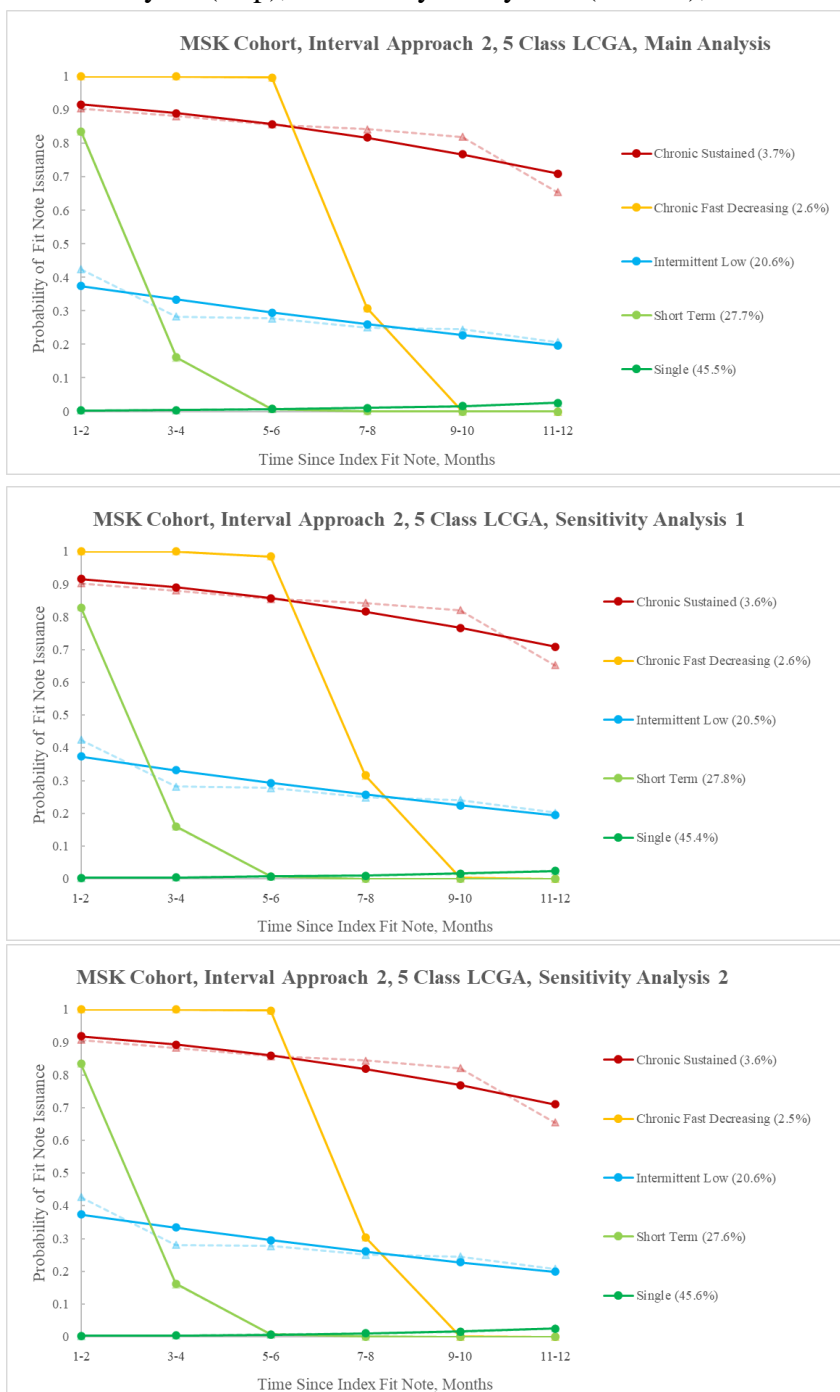 MSK Cohort, Interval Approach 2, 5 Class LCGA, Main Analysis
Probability of Fit Note Issuance
1
0.9
0.8
0.7
0.6
0.5
0.4
0.3
0.2
0.1
0
1-2 3-4 5-6 7-8 9-10 11-12
Time Since Index Fit Note, Months
Chronic Sustained (3.7%)
Chronic Fast Decreasing (2.6%)
Intermittent Low (20.6%)
Short Term (27.7%)
Single (45.5%)
MSK Cohort, Interval Approach 2, 5 Class LCGA, Sensitivity Analysis 1
Probability of Fit Note Issuance
1
0.9
0.8
0.7
0.6
0.5
0.4
0.3
0.2
0.1
0
1-2 3-4 5-6 7-8 9-10 11-12
Time Since Index Fit Note, Months
Chronic Sustained (3.6%)
Chronic Fast Decreasing (2.6%)
Intermittent Low (20.5%)
Short Term (27.8%)
Single (45.4%)
MSK Cohort, Interval Approach 2, 5 Class LCGA, Sensitivity Analysis 2
Probability of Fit Note Issuance
1
0.9
0.8
0.7
0.6
0.5
0.4
0.3
0.2
0.1
0
1-2 3-4 5-6 7-8 9-10 11-12
Time Since Index Fit Note, Months
Chronic Sustained (3.6%)
Chronic Fast Decreasing (2.5%)
Intermittent Low (20.6%)
Short Term (27.6%)
Single (45.6%)